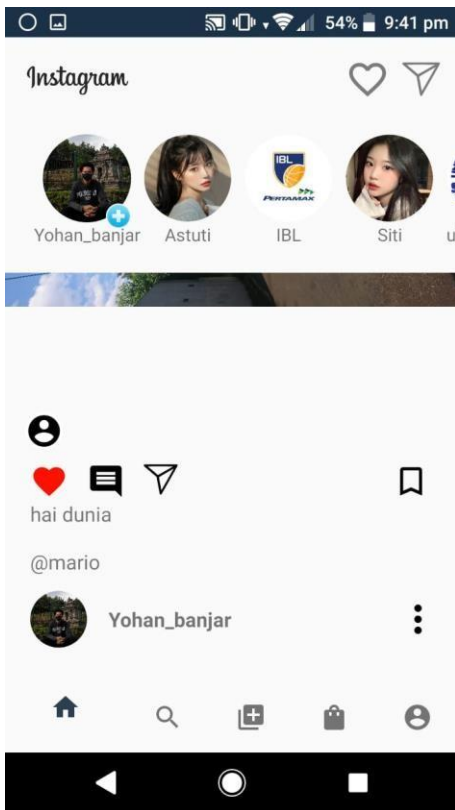 54% 9:41 pm
Instagram
Yohan_banjar Astuti IBL Siti u
IBL
PERTAMAX
hai dunia
@mario
Yohan_banjar